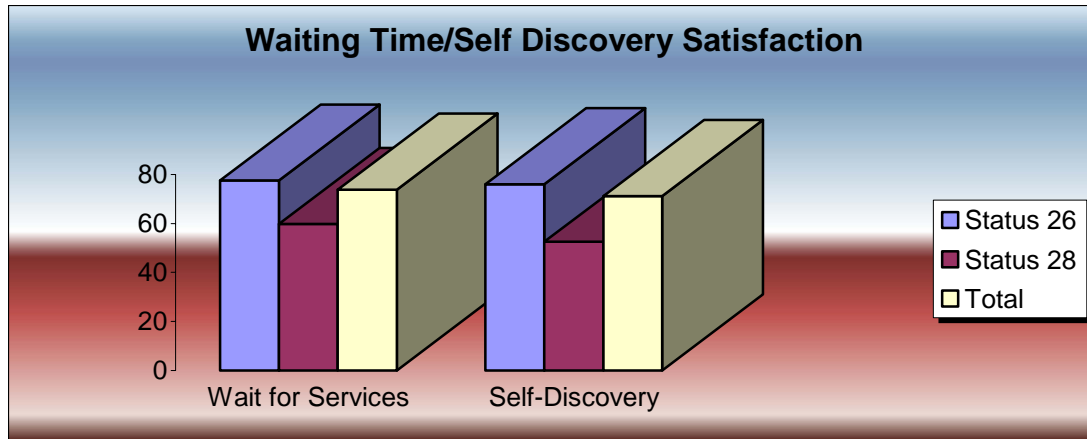 Waiting Time/Self Discovery Satisfaction
80
60
40
20
0
Wait for Services
Self-Discovery
Status 26
Status 28
Total